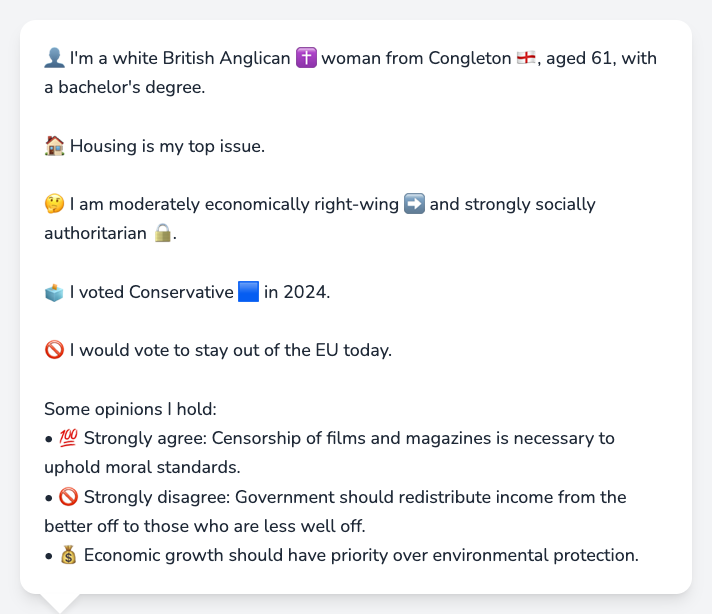 👤 I'm a white British Anglican ✝️ woman from Congleton 🏴󠁧󠁢󠁥󠁮󠁧󠁿, aged 61, with
a bachelor's degree.
🏠 Housing is my top issue.
🤔 I am moderately economically right-wing ➡️ and strongly socially
authoritarian 🔒.
🗳️ I voted Conservative 🟦 in 2024.
🚫 I would vote to stay out of the EU today.
Some opinions I hold:
• 💯 Strongly agree: Censorship of films and magazines is necessary to
uphold moral standards.
• 🚫 Strongly disagree: Government should redistribute income from the
better off to those who are less well off.
• 💰 Economic growth should have priority over environmental protection.